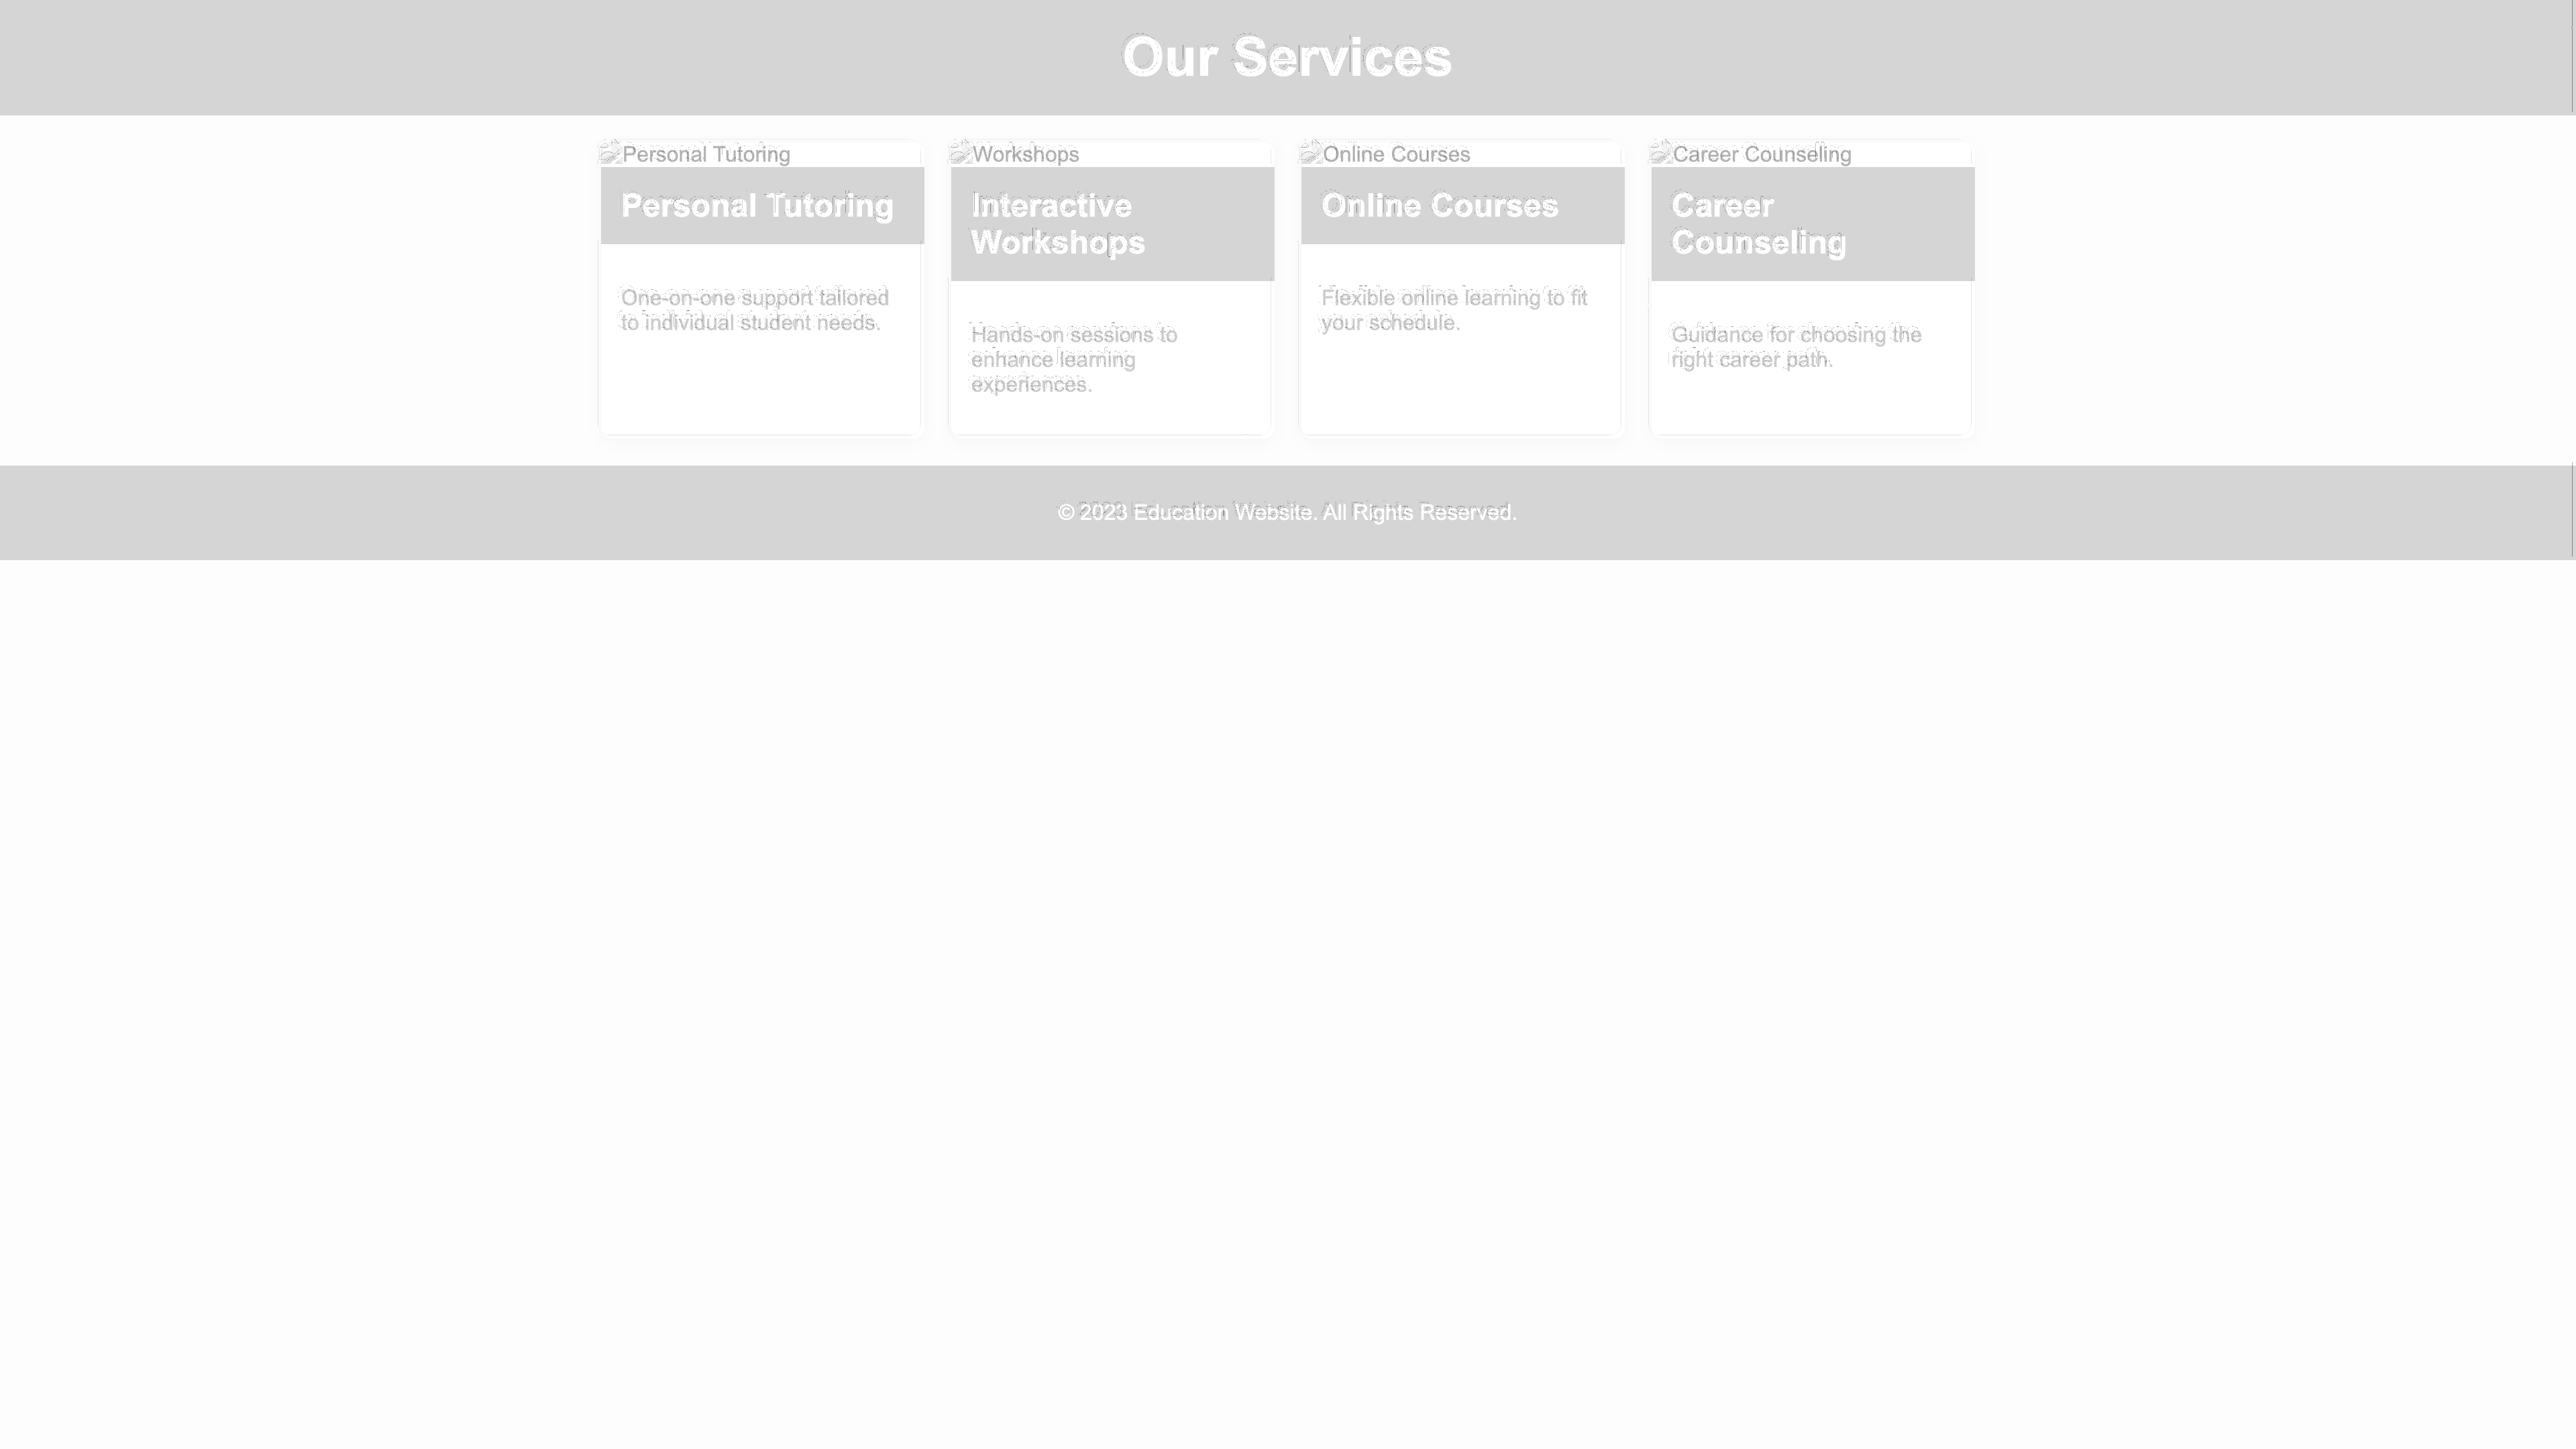 Our Services
Personal Tutoring
Personal Tutoring
One-on-one support tailored
to individual student needs.
Workshops
Interactive
Workshops
Hands-on sessions to
enhance learning
experiences.
Online Courses
Online Courses
Flexible online learning to fit
your schedule.
Career Counseling
Career
Counseling
Guidance for choosing the
right career path.
© 2023 Education Website. All Rights Reserved.